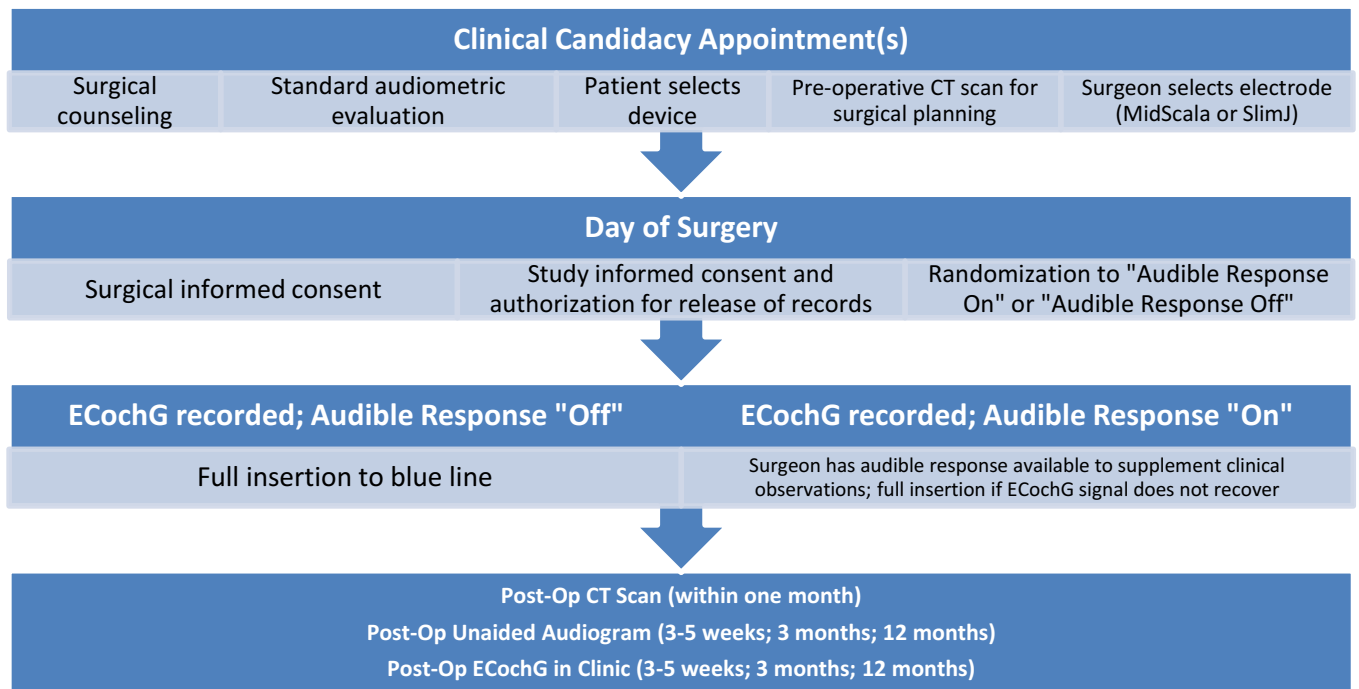 Clinical Candidacy Appointment(s)
Surgical
counseling
Standard audiometric
evaluation
Patient selects
device
Pre-operative CT scan for
surgical planning
Surgeon selects electrode
(MidScala or SlimJ)
Day of Surgery
Surgical informed consent
Study informed consent and
authorization for release of records
Randomization to "Audible Response
On" or "Audible Response Off"
ECochG recorded; Audible Response "Off"
Full insertion to blue line
ECochG recorded; Audible Response "On"
Surgeon has audible response available to supplement clinical
observations; full insertion if ECochG signal does not recover
Post-Op CT Scan (within one month)
Post-Op Unaided Audiogram (3-5 weeks; 3 months; 12 months)
Post-Op ECochG in Clinic (3-5 weeks; 3 months; 12 months)